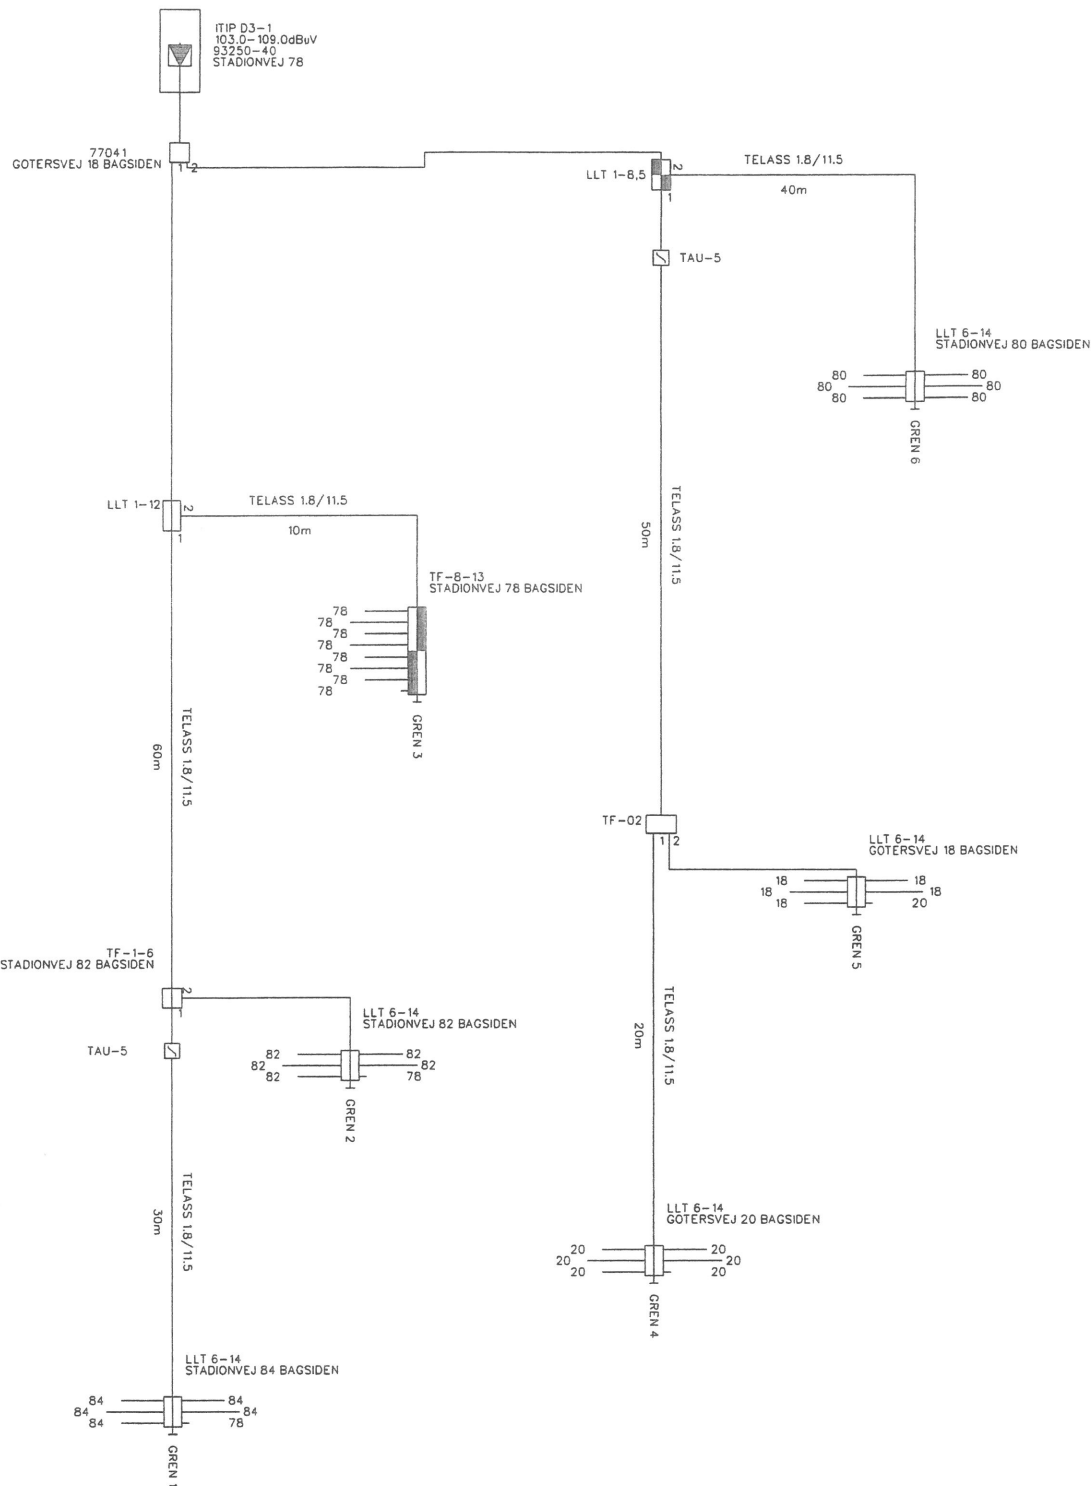 ITIP D3-1
103.0-109.0dBuV
93250-40
STADIONVEJ 78
77041
GOTERSVEJ 18 BAGSIDEN
1 2
LLT 1-8,5
2
1
TELASS 1.8/11.5
40m
TAU-5
LLT 6-14
STADIONVEJ 80 BAGSIDEN
80 80
80 80
80 80
GREN 6
LLT 1-12
2
1
TELASS 1.8/11.5
10m
TELASS 1.8/11.5
50m
TF-8-13
STADIONVEJ 78 BAGSIDEN
78
78
78
78
78
78
78
78
GREN 3
TELASS 1.8/11.5
60m
TF-02
1 2
LLT 6-14
GOTERSVEJ 18 BAGSIDEN
18 18
18 18
18 20
GREN 5
TF-1-6
STADIONVEJ 82 BAGSIDEN
2
1
TAU-5
LLT 6-14
STADIONVEJ 82 BAGSIDEN
82 82
82 82
82 78
GREN 2
TELASS 1.8/11.5
20m
TELASS 1.8/11.5
30m
LLT 6-14
GOTERSVEJ 20 BAGSIDEN
20 20
20 20
20 20
GREN 4
LLT 6-14
STADIONVEJ 84 BAGSIDEN
84 84
84 84
84 78
GREN 1